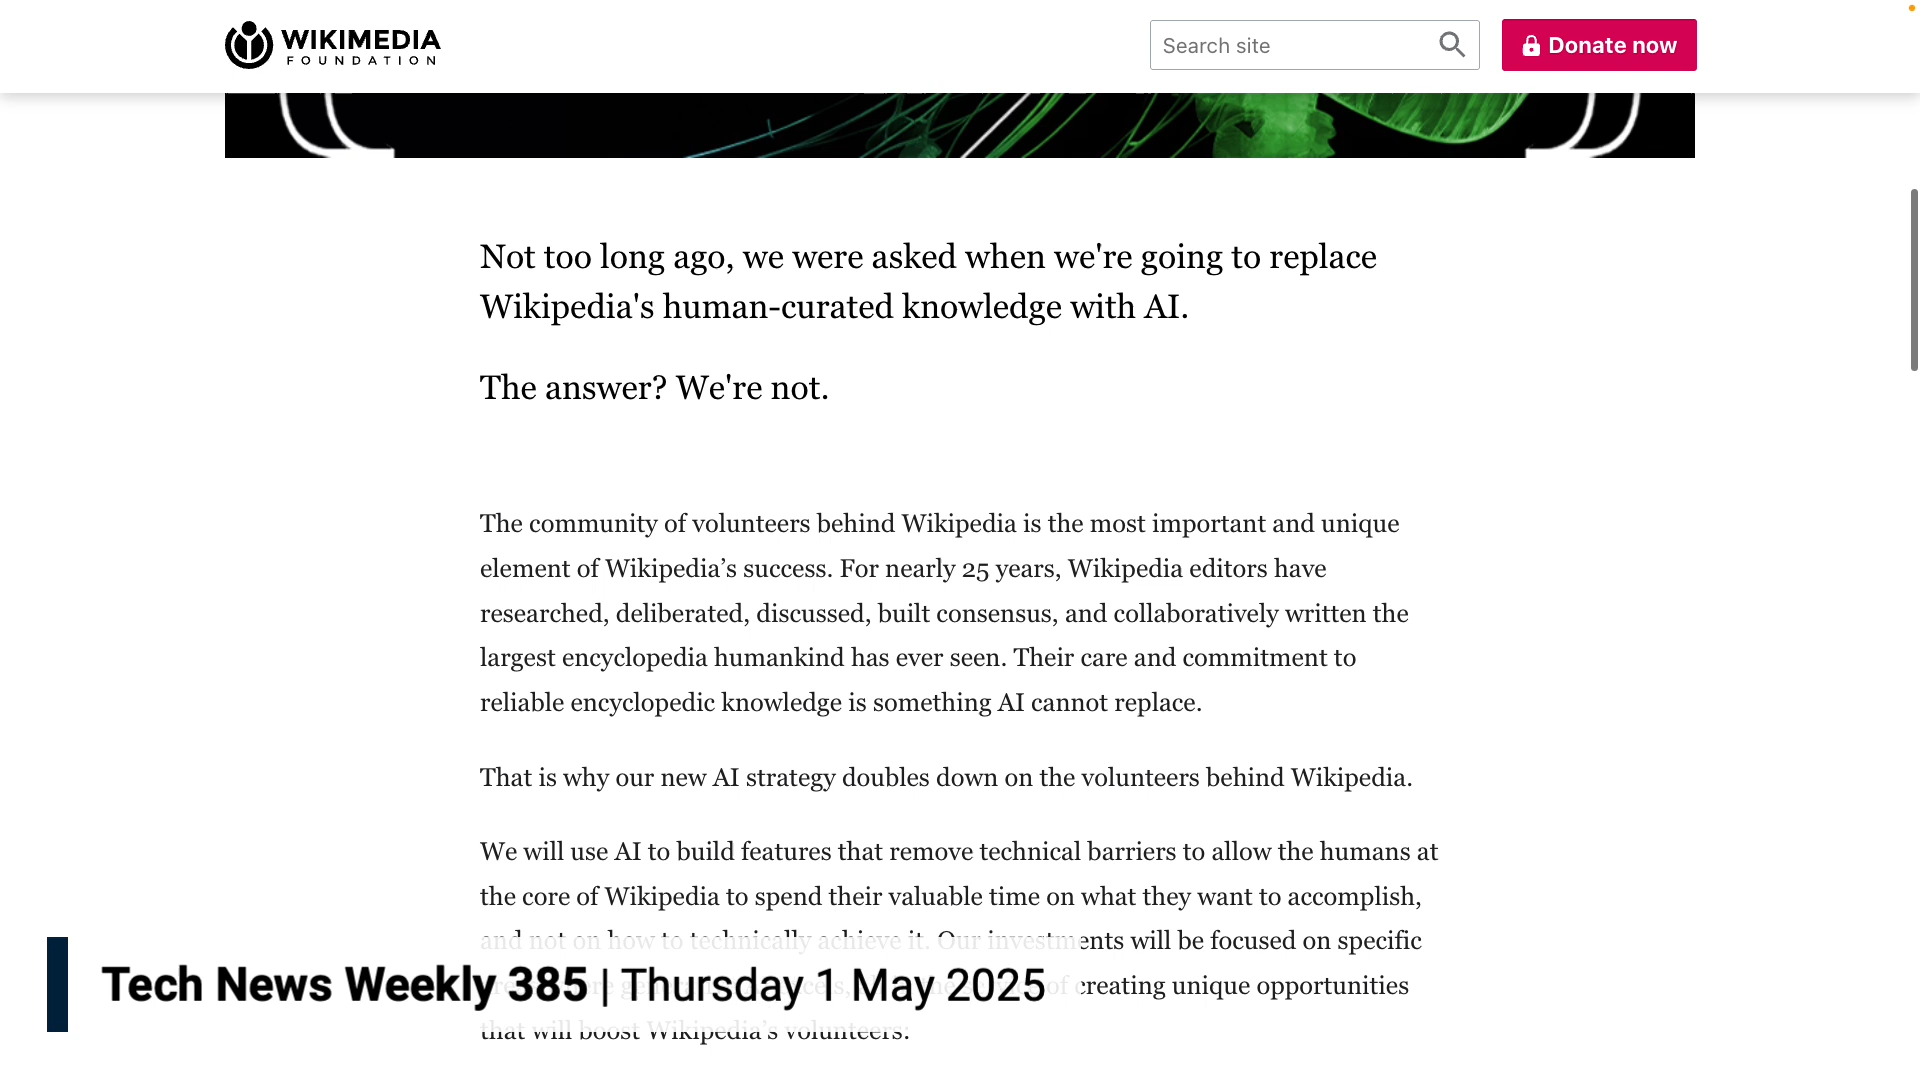 WIKIMEDIA
FOUNDATION
Search site
Donate now
Not too long ago, we were asked when we're going to replace
Wikipedia's human-curated knowledge with AI.
The answer? We're not.
The community of volunteers behind Wikipedia is the most important and unique
element of Wikipedia’s success. For nearly 25 years, Wikipedia editors have
researched, deliberated, discussed, built consensus, and collaboratively written the
largest encyclopedia humankind has ever seen. Their care and commitment to
reliable encyclopedic knowledge is something AI cannot replace.
That is why our new AI strategy doubles down on the volunteers behind Wikipedia.
We will use AI to build features that remove technical barriers to allow the humans at
the core of Wikipedia to spend their valuable time on what they want to accomplish,
and not on how to technically achieve it. Our investments will be focused on specific
creating unique opportunities
that will boost Wikipedia’s volunteers:
Tech News Weekly 385 | Thursday 1 May 2025